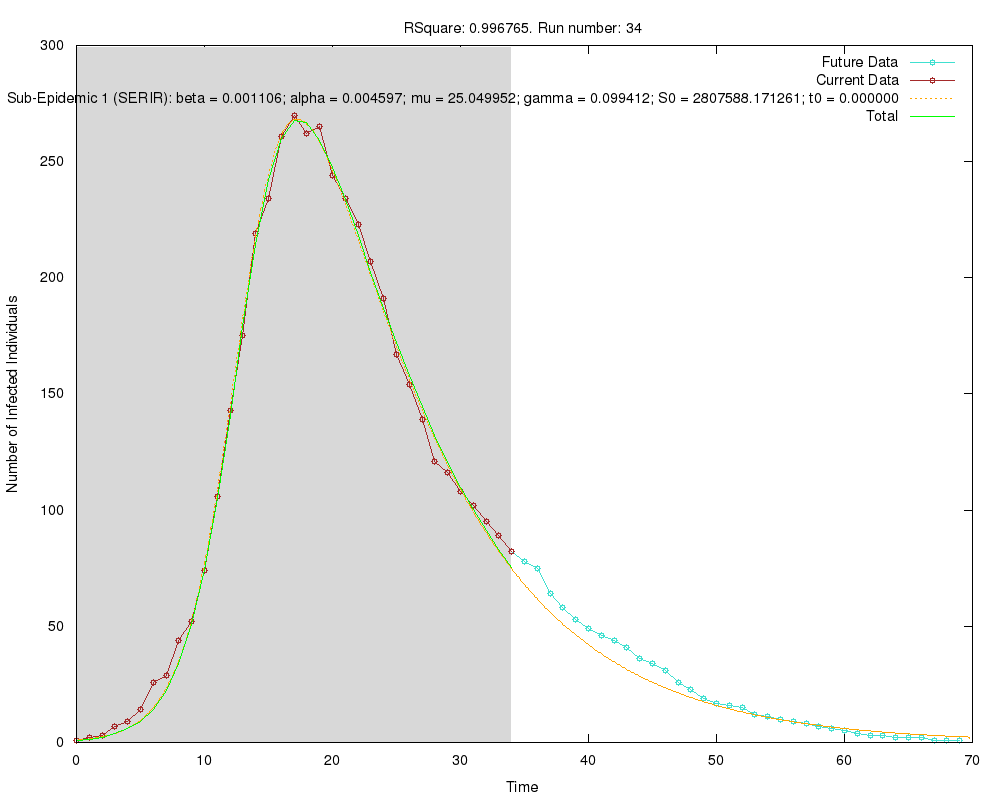 RSquare: 0.996765. Run number: 34
300
250
200
150
100
50
0
Number of Infected Individuals
Future Data
Current Data
Sub-Epidemic 1 (SERIR): beta = 0.001106; alpha = 0.004597; mu = 25.049952; gamma = 0.099412; S0 = 2807588.171261; t0 = 0.000000
Total
0 10 20 30 40 50 60 70
Time